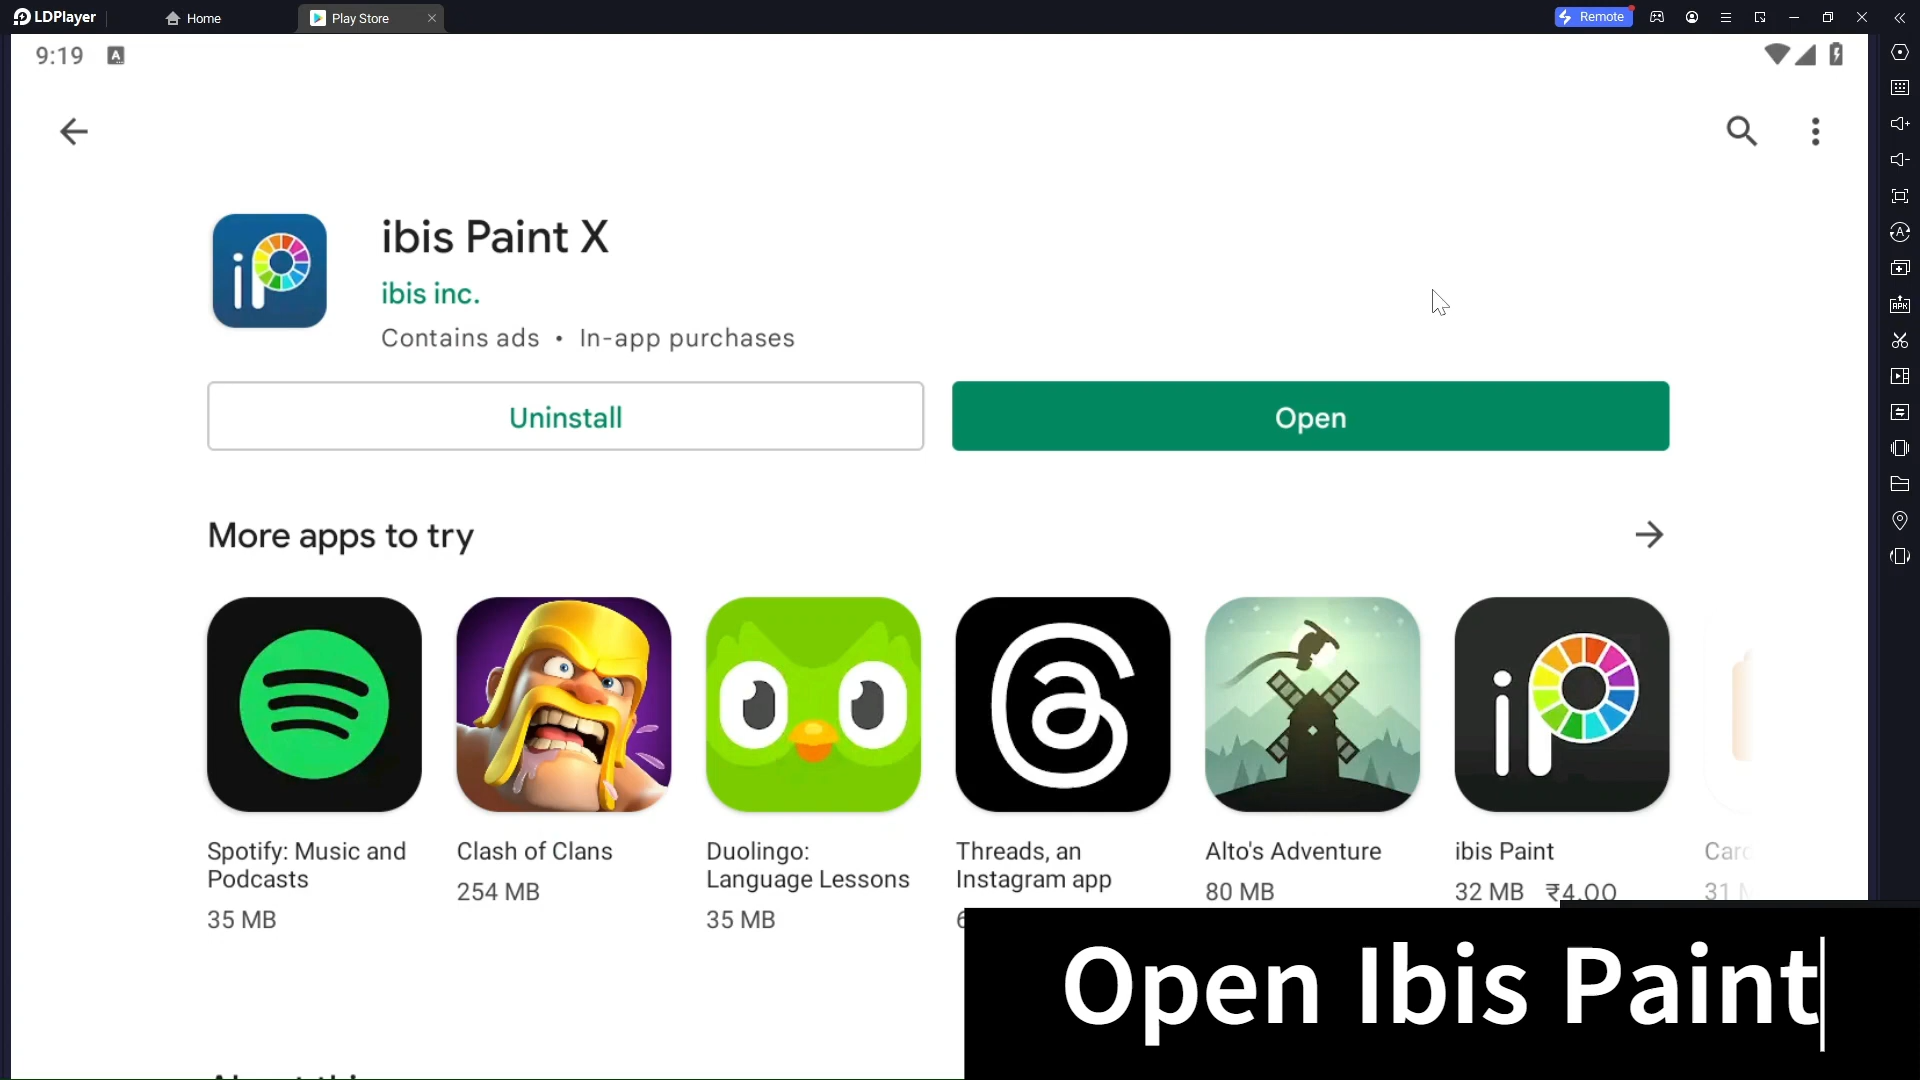 LDPlayer
Home
Play Store
Remote
9:19
A
ibis Paint X
ibis inc.
Contains ads • In-app purchases
Uninstall
Open
More apps to try
Spotify: Music and
Podcasts
35 MB
Clash of Clans
254 MB
Duolingo:
Language Lessons
35 MB
Threads, an
Instagram app
Alto's Adventure
80 MB
ibis Paint
32 MB ₹4.00
Open Ibis Paint
APK